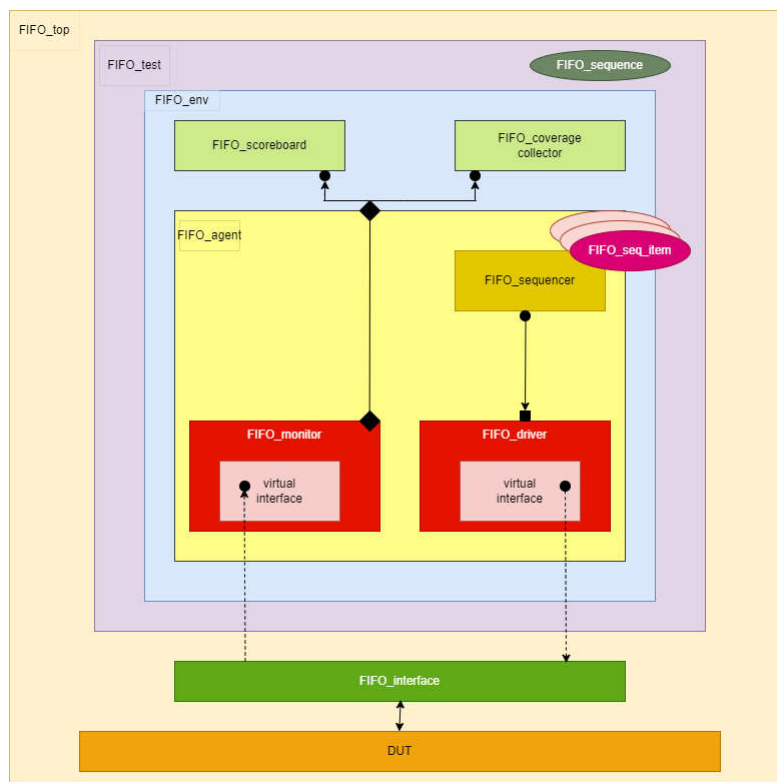 FIFO_top
FIFO_test
FIFO_sequence
FIFO_env
FIFO_scoreboard
FIFO_coverage
collector
FIFO_agent
FIFO_seq_item
FIFO_sequencer
FIFO_monitor
FIFO_driver
virtual
interface
virtual
interface
FIFO_interface
DUT